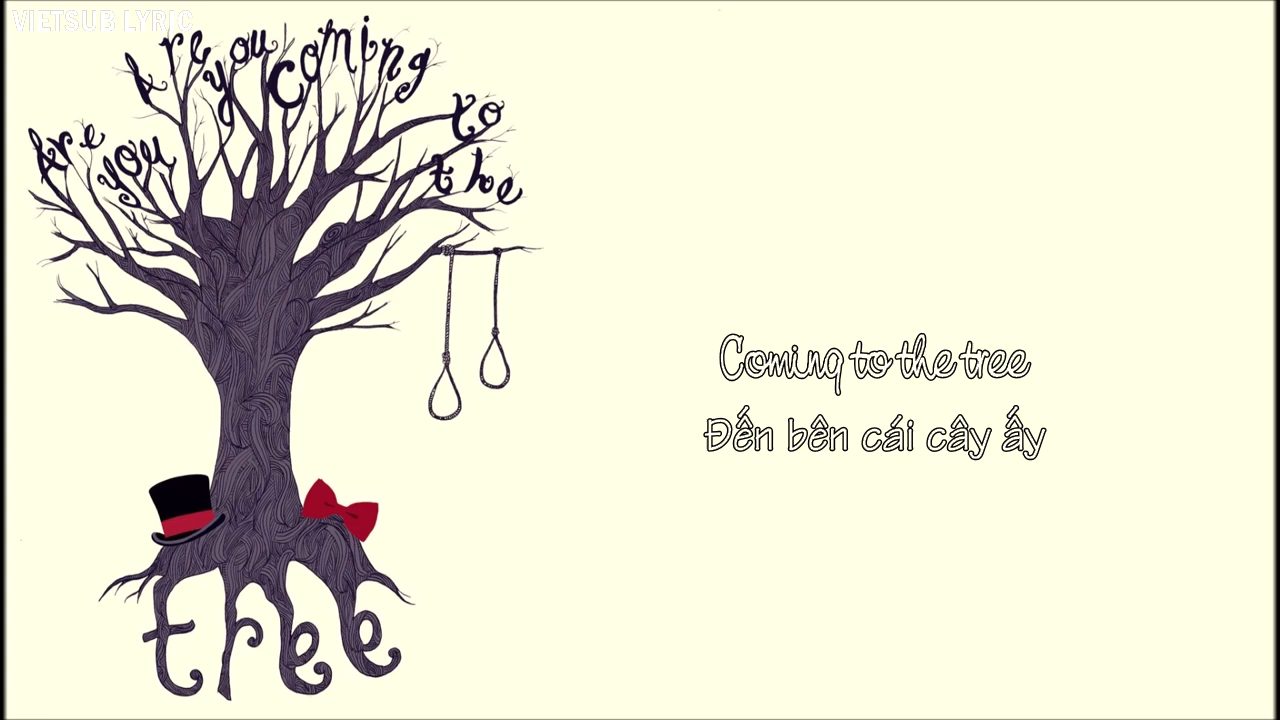 VIETSUB LYRIC
Are you
Are you
Coming
to
the
tree
Coming to the tree
Đến bên cái cây ấy